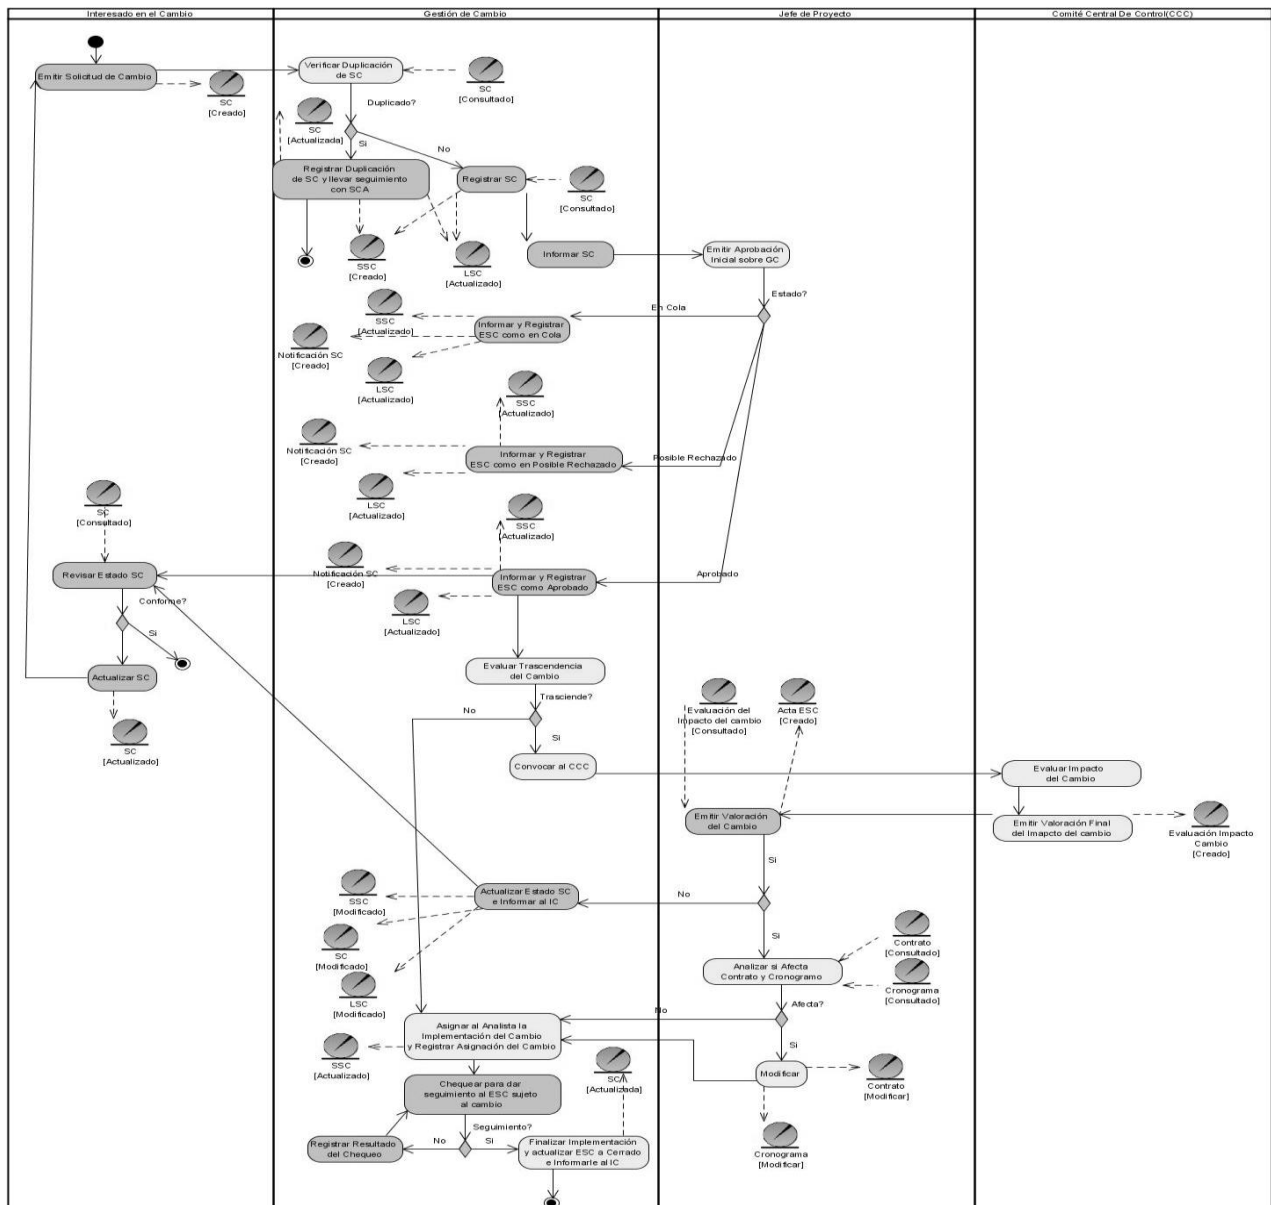 Interesado en el Cambio
Gestión de Cambio
Jefe de Proyecto
Comité Central De Control(CCC)
Emitir Solicitud de Cambio
SC
[Creado]
Verificar Duplicación
de SC
SC
[Consultado]
Duplicado?
SC
[Actualizada]
Si
No
Registrar Duplicación
de SC y llevar seguimiento
con SCA
Registrar SC
SC
[Consultado]
SSC
[Creado]
LSC
[Actualizado]
Informar SC
Emitir Aprobación
Inicial sobre GC
Estado?
En Cola
SSC
[Actualizado]
Informar y Registrar
ESC como en Cola
Notificación SC
[Creado]
LSC
[Actualizado]
SSC
[Actualizado]
Notificación SC
[Creado]
Informar y Registrar
ESC como en Posible Rechazado
Posible Rechazado
LSC
[Actualizado]
SC
[Consultado]
SSC
[Actualizado]
Revisar Estado SC
Notificación SC
[Creado]
Informar y Registrar
ESC como Aprobado
Aprobado
LSC
[Actualizado]
Conforme?
Si
Actualizar SC
SC
[Actualizado]
Evaluar Trascendencia
del Cambio
Trasciende?
No
Si
Convocar al CCC
Evaluación del
Impacto del cambio
[Consultado]
Acta ESC
[Creado]
Evaluar Impacto
del Cambio
Emitir Valoración
del Cambio
Emitir Valoración Final
del Imapcto del cambio
Evaluación Impacto
Cambio
[Creado]
Si
No
Si
Actualizar Estado SC
e Informar al IC
SSC
[Modificado]
SC
[Modificado]
LSC
[Modificado]
Contrato
[Consultado]
Analizar si Afecta
Contrato y Cronogramo
Cronograma
[Consultado]
Afecta?
No
Si
Asignar al Analista la
Implementación del Cambio
y Registrar Asignación del Cambio
SSC
[Actualizado]
Modificar
Contrato
[Modificar]
Cronograma
[Modificar]
Chequear para dar
seguimiento al ESC sujeto
al cambio
SC
[Actualizada]
Seguimiento?
No
Si
Registrar Resultado
del Chequeo
Finalizar Implementación
y actualizar ESC a Cerrado
e Informarle al IC